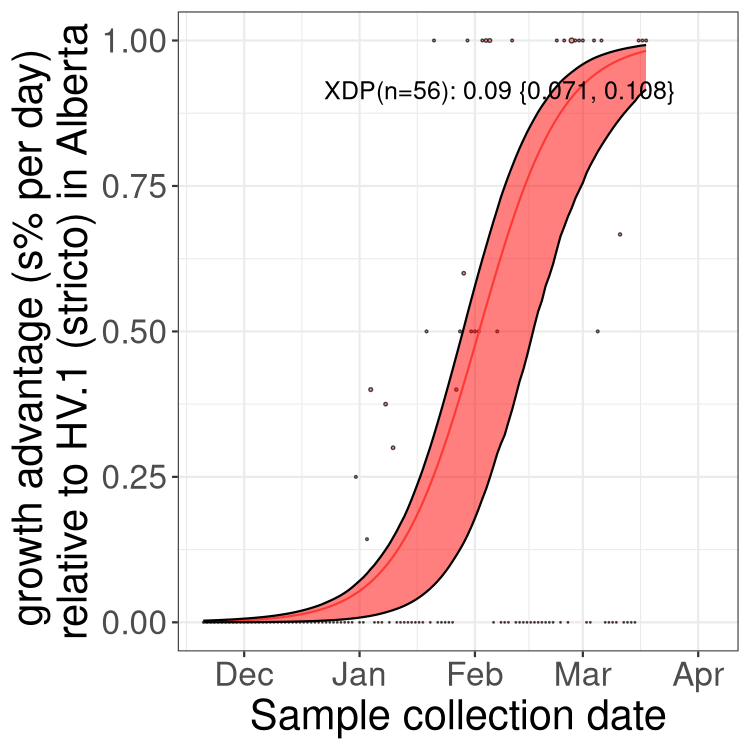 growth advantage (s% per day)
relative to HV.1 (stricto) in Alberta
1.00
0.75
0.50
0.25
0.00
XDP(n=56): 0.09 {0.071, 0.108}
Dec Jan Feb Mar Apr
Sample collection date